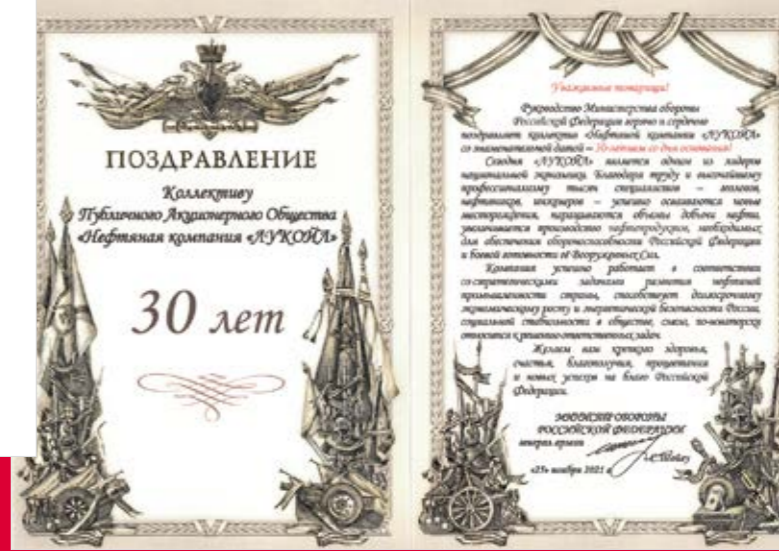 ПОЗДРАВЛЕНИЕ
Коллективу
Публичного Акционерного Общества
«Нефтяная компания «ЛУКОЙЛ»
30 лет
Уважаемые товарищи!
Руководство Министерства обороны
Российской Федерации горячо и сердечно
поздравляет коллектив «Нефтяной компании «ЛУКОЙЛ»
со знаменательной датой – 30-летием со дня основания!
Сегодня «ЛУКОЙЛ» является одним из лидеров
национальной экономики. Благодаря труду и высочайшему
профессионализму тысяч специалистов – геологов,
нефтяников, инженеров – успешно осваиваются новые
месторождения, наращиваются объемы добычи нефти,
увеличивается производство нефтепродуктов, необходимых
для обеспечения обороноспособности Российской Федерации
и боевой готовности её Вооруженных Сил.
Компания успешно работает в соответствии
со стратегическими задачами развития нефтяной
промышленности страны, способствует долгосрочному
экономическому росту и энергетической безопасности России,
социальной стабильности в обществе, смело, по-новаторски
относится к решению ответственных задач.
Желаем вам крепкого здоровья,
счастья, благополучия, процветания
и новых успехов на благо Российской
Федерации.
МИНИСТР ОБОРОНЫ
РОССИЙСКОЙ ФЕДЕРАЦИИ
генерал армии
С.Шойгу
«25» ноября 2021 г.